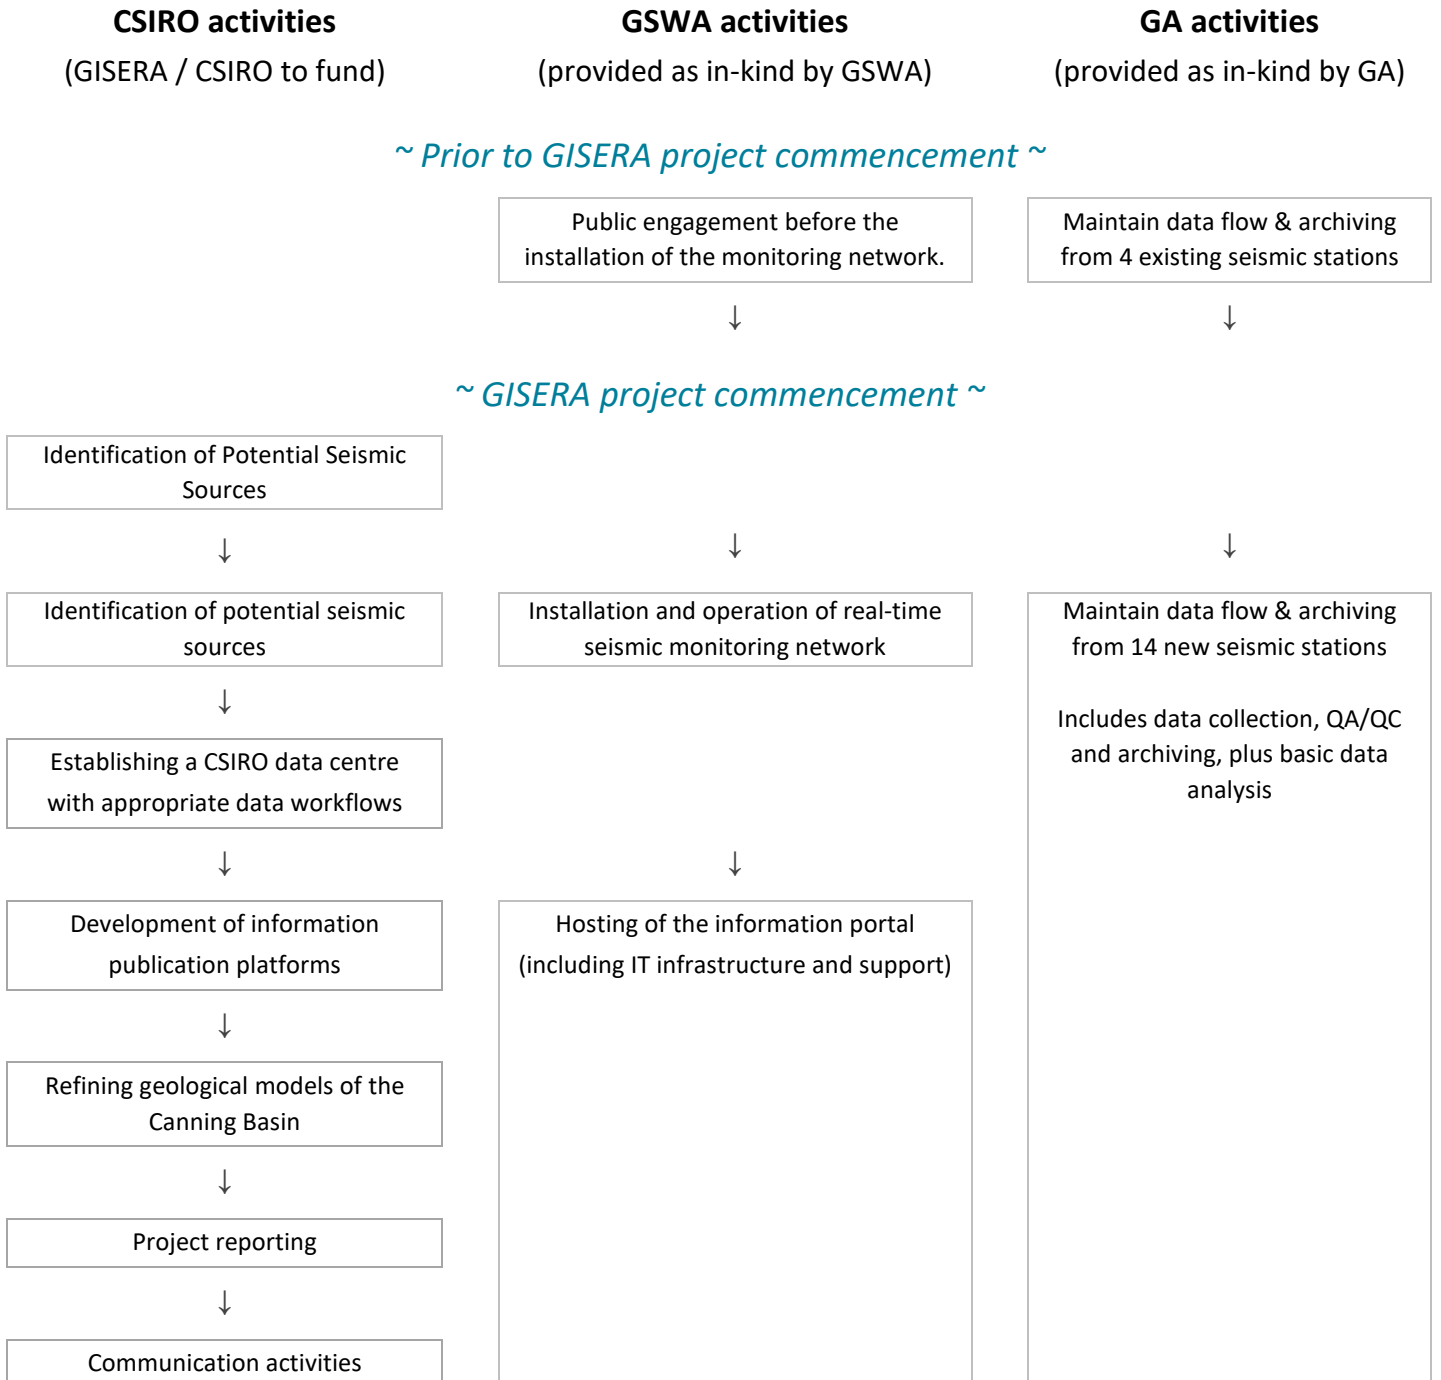 CSIRO activities
(GISERA / CSIRO to fund)
GSWA activities
(provided as in-kind by GSWA)
GA activities
(provided as in-kind by GA)
~ Prior to GISERA project commencement ~
Public engagement before the
installation of the monitoring network.
Maintain data flow & archiving
from 4 existing seismic stations
↓
↓
~ GISERA project commencement ~
Identification of Potential Seismic
Sources
↓
↓
↓
Identification of potential seismic
sources
Installation and operation of real-time
seismic monitoring network
Maintain data flow & archiving
from 14 new seismic stations
Includes data collection, QA/QC
and archiving, plus basic data
analysis
↓
Establishing a CSIRO data centre
with appropriate data workflows
↓
↓
Development of information
publication platforms
Hosting of the information portal
(including IT infrastructure and support)
↓
Refining geological models of the
Canning Basin
↓
Project reporting
↓
Communication activities